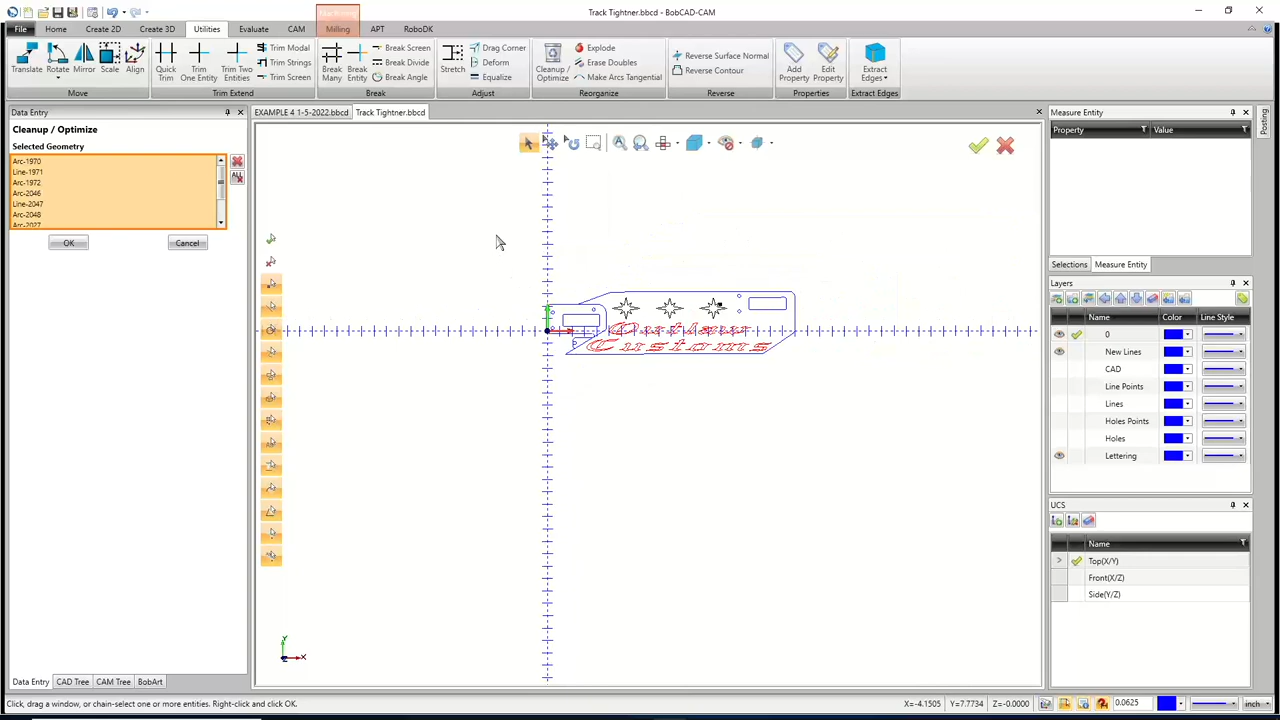 Track Tightner.bbcd - BobCAD-CAM
File Home Create 2D Create 3D Utilities Evaluate CAM Milling APT RoboDK
Translate Rotate Mirror Scale Align
Move
Quick Trim
Trim One Entity
Trim Two Entities
Trim Modal
Trim Strings
Trim Screen
Trim Extend
Break Many
Break Entity
Break Screen
Break Divide
Break Angle
Break
Stretch
Drag Corner
Deform
Equalize
Adjust
Cleanup / Optimize
Explode
Erase Doubles
Make Arcs Tangential
Reorganize
Reverse Surface Normal
Reverse Contour
Reverse
Add Property
Edit Property
Properties
Extract Edges
Extract Edges
Data Entry
Cleanup / Optimize
Selected Geometry
Arc-1970
Line-1971
Arc-1972
Arc-2046
Line-2047
Arc-2048
Arc-2027
OK Cancel
Data Entry CAD Tree CAM Tree BobArt
EXAMPLE 4 1-5-2022.bbcd Track Tightner.bbcd
Outlaw
Customs
Y
X
Measure Entity
Property Value
Posting
Selections Measure Entity
Layers
Name Color Line Style
0
New Lines
CAD
Line Points
Lines
Holes Points
Holes
Lettering
UCS
Name
Top(X/Y)
Front(X/Z)
Side(Y/Z)
Click, drag a window, or chain-select one or more entities. Right-click and click OK.
X=-4.1505 Y=7.7734 Z=-0.0000 0.0625 inch